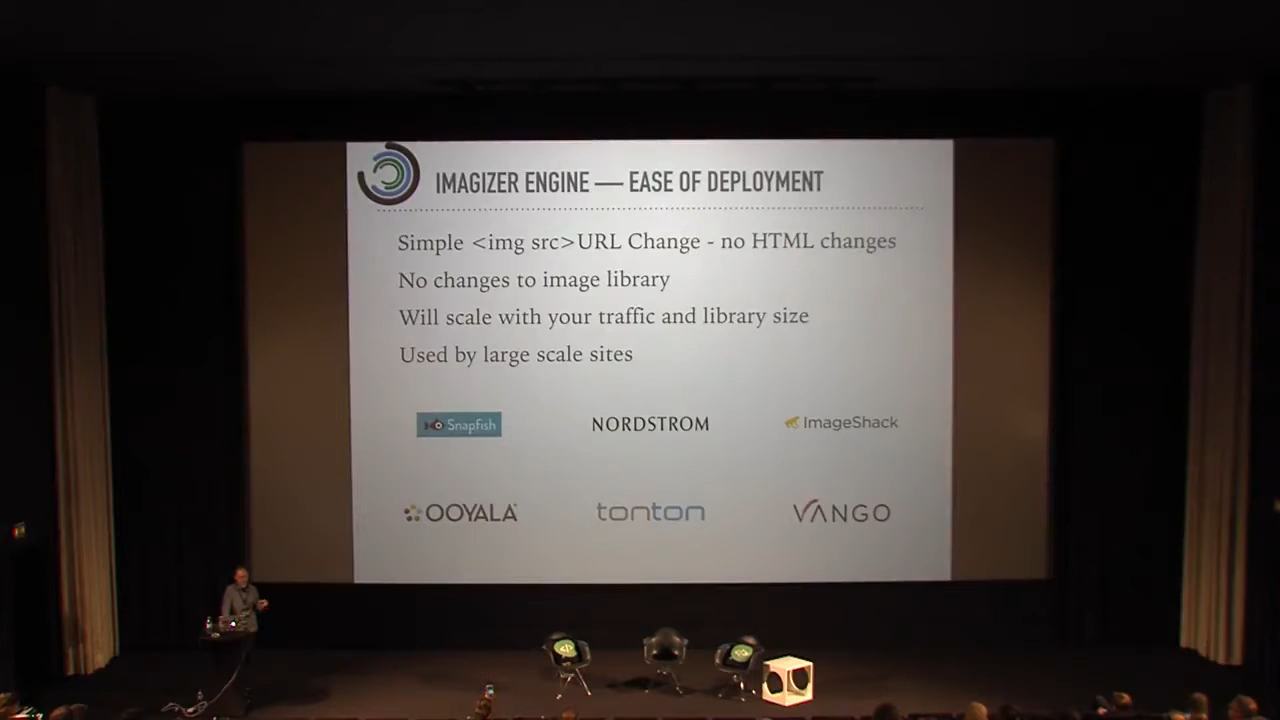 IMAGIZER ENGINE — EASE OF DEPLOYMENT
Simple <img src>URL Change - no HTML changes
No changes to image library
Will scale with your traffic and library size
Used by large scale sites
Snapfish
NORDSTROM
ImageShack
OOYALA
tonton
VANGO